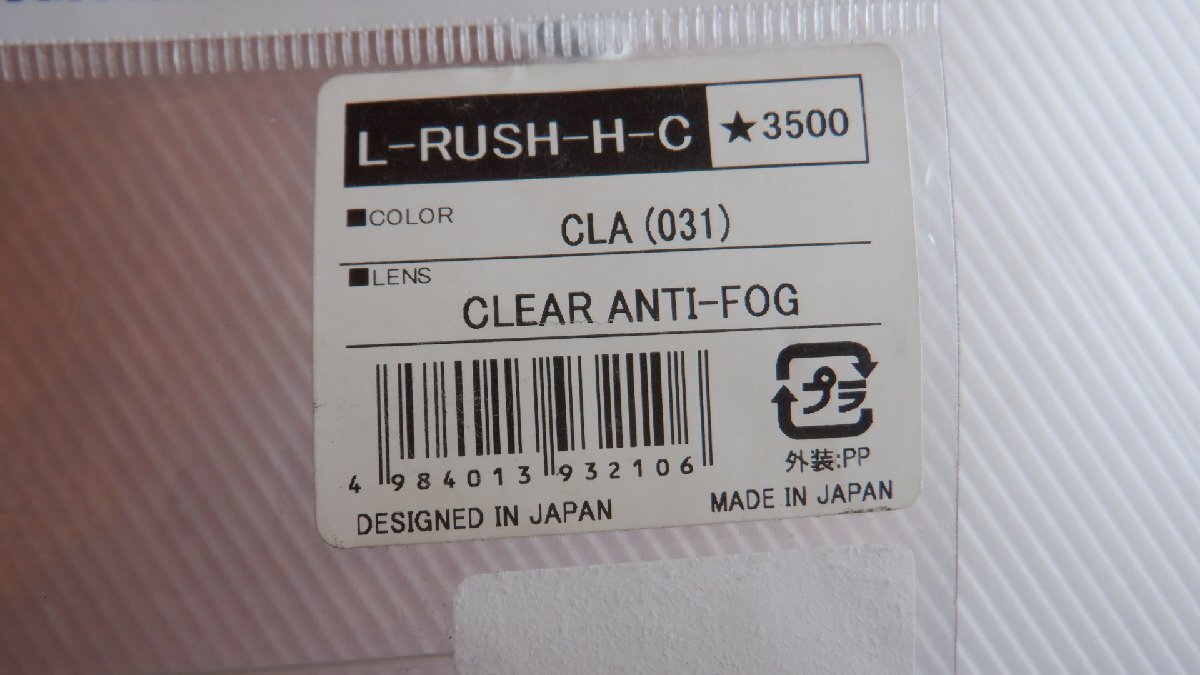 L-RUSH-H-C ★3500
■COLOR CLA (031)
■LENS
CLEAR ANTI-FOG
プラ
外装:PP
4 984013 932106
DESIGNED IN JAPAN MADE IN JAPAN